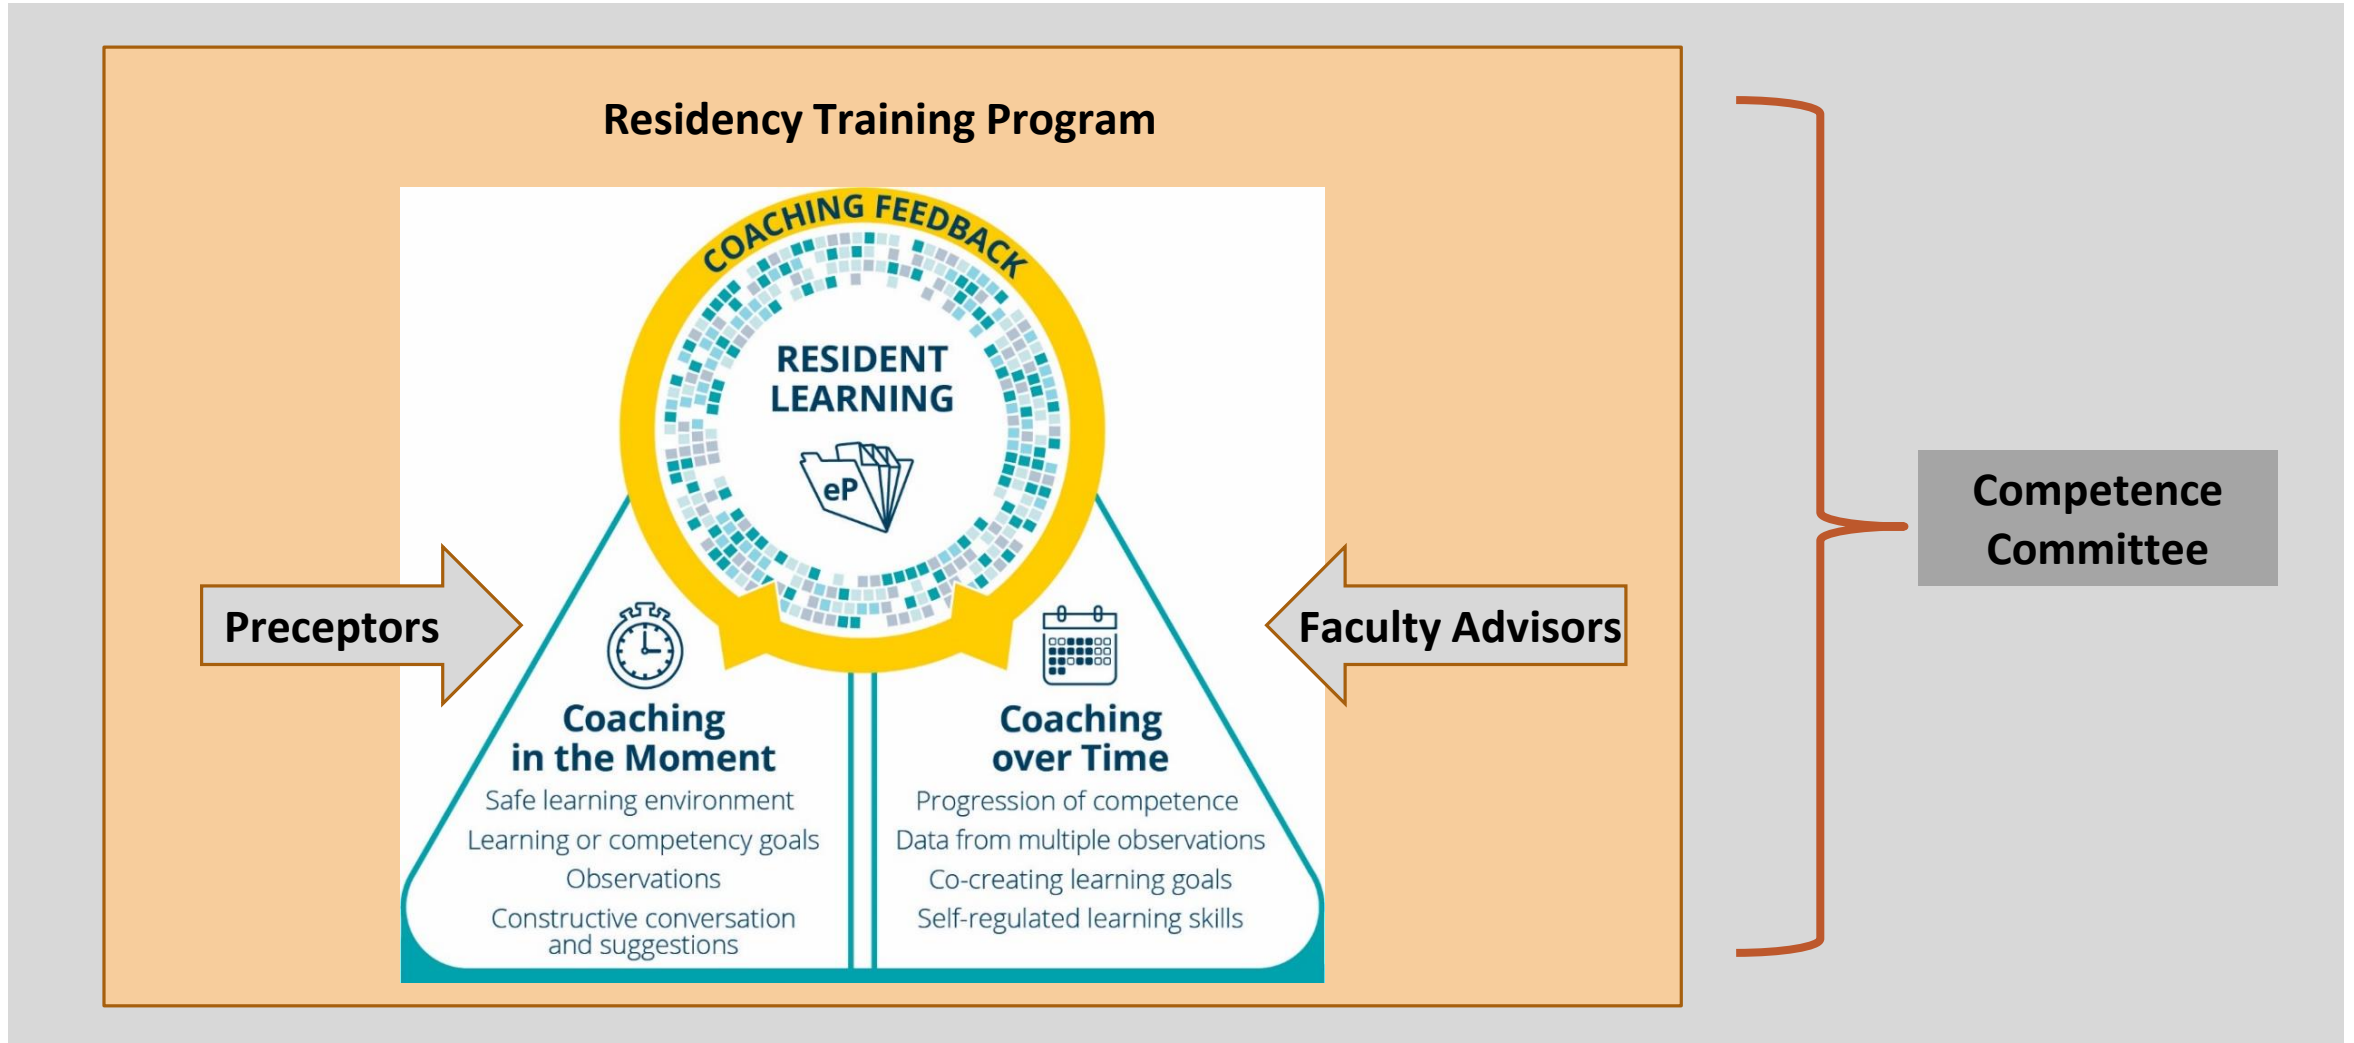 Residency Training Program
COACHING FEEDBACK
RESIDENT
LEARNING
eP
Preceptors
Faculty Advisors
Competence
Committee
Coaching
in the Moment
Safe learning environment
Learning or competency goals
Observations
Constructive conversation
and suggestions
Coaching
over Time
Progression of competence
Data from multiple observations
Co-creating learning goals
Self-regulated learning skills